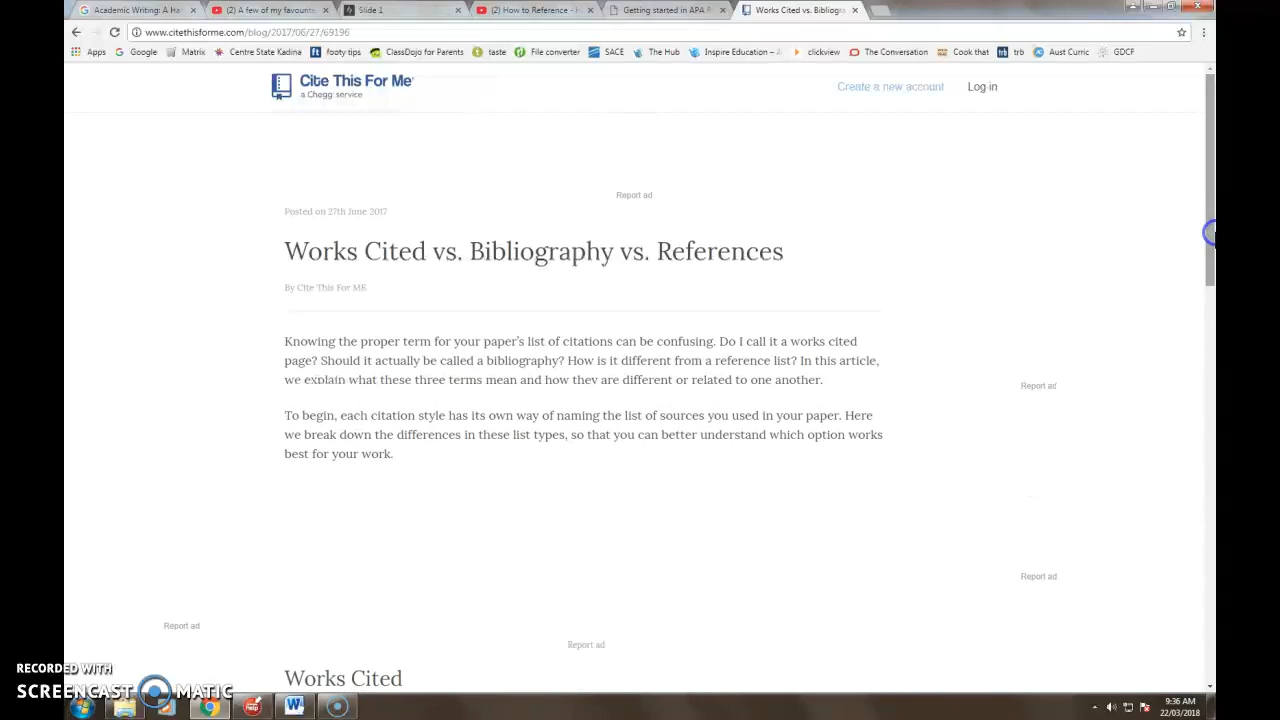 Academic Writing: A Ha
(2) A few of my favourite
Slide 1
(2) How to Reference - H
Getting started in APA R
Works Cited vs. Bibliogra
www.citethisforme.com/blog/2017/06/27/69196
Apps
Google
Matrix
Centre State Kadina
footy tips
ClassDojo for Parents
taste
File converter
SACE
The Hub
Inspire Education -
clickview
The Conversation
Cook that
trb
Aust Curric
GDCF
Cite This For Me
a Chegg service
Create a new account
Log in
Report ad
Posted on 27th June 2017
Works Cited vs. Bibliography vs. References
By Cite This For ME
Knowing the proper term for your paper's list of citations can be confusing. Do I call it a works cited
page? Should it actually be called a bibliography? How is it different from a reference list? In this article,
we explain what these three terms mean and how they are different or related to one another.
Report ad
To begin, each citation style has its own way of naming the list of sources you used in your paper. Here
we break down the differences in these list types, so that you can better understand which option works
best for your work.
Report ad
Report ad
Report ad
Works Cited
RECORDED WITH
SCREENCAST MATIC
9:36 AM
22/03/2018